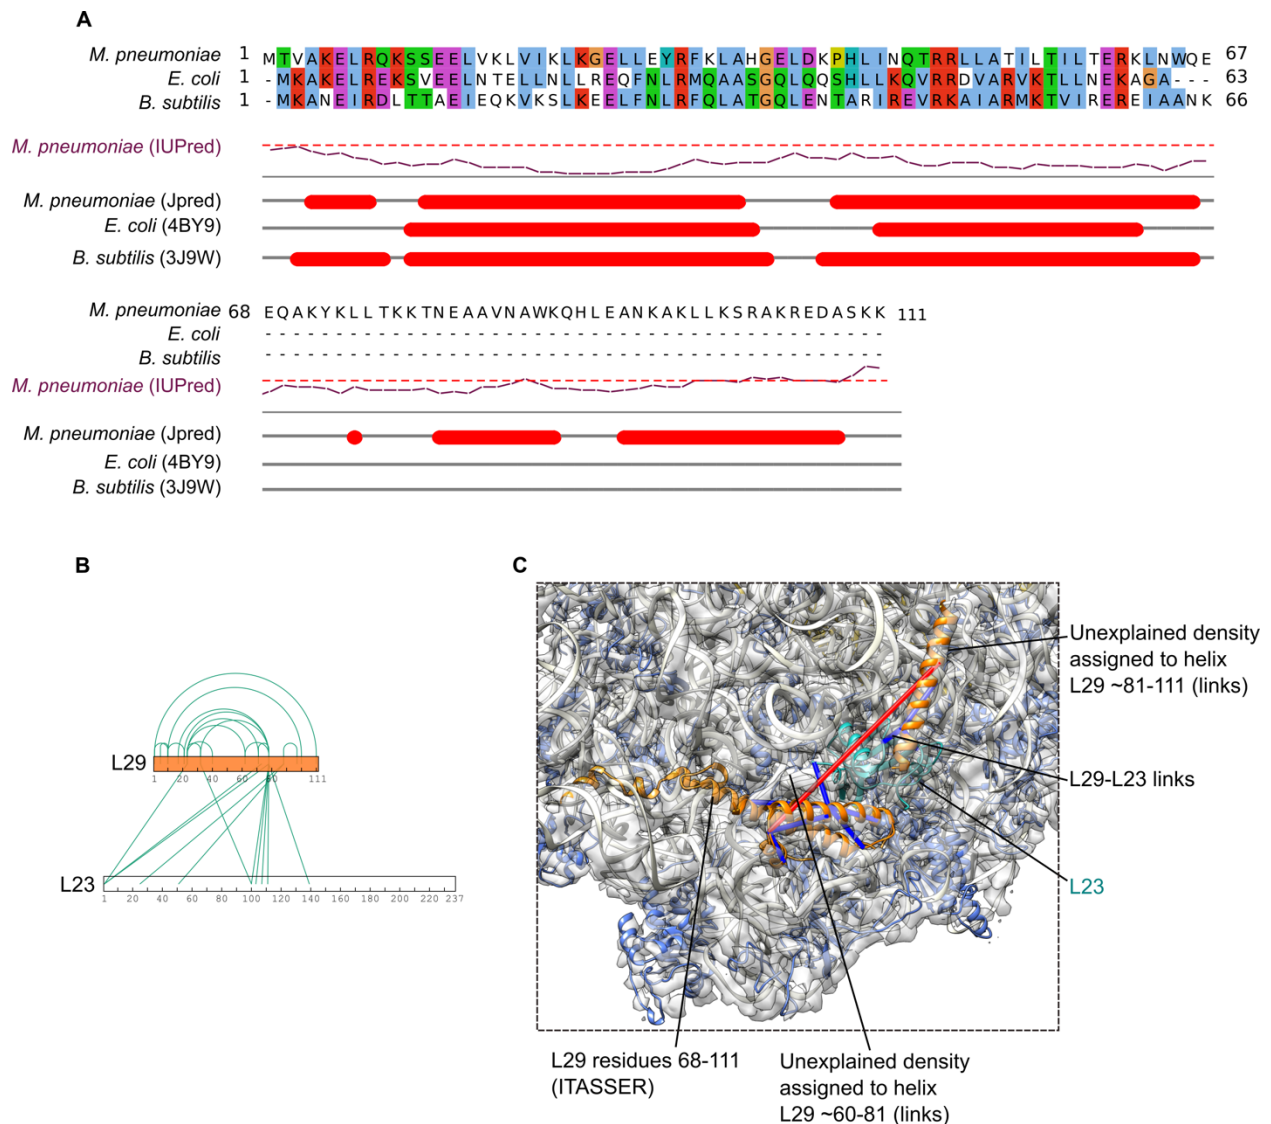 A
M. pneumoniae 1 MTVAKELRQKSSEELVKLVIKLKGELLEYRFKLAHGELDKPHLINQTRRLLATILTILTERKLNWQE 67
E. coli 1 -MKAKELREKSVEELNTELLNLLREQFNLRMQAASGQLQQSHLLKQVRRDVARVKTLLNEKAGA--- 63
B. subtilis 1 -MKANEIRDLTTAEIEQKVKSLKEELFNLRFQLATGQLENTARIREVRKAIARMKTVIREREIAANK 66
M. pneumoniae (IUPred)
M. pneumoniae (Jpred)
E. coli (4BY9)
B. subtilis (3J9W)
M. pneumoniae 68 EQAKYKLLTKKTNEAAVNAWKQHLEANKAKLLKSRAKREDASKK 111
E. coli --------------------------------------------
B. subtilis --------------------------------------------
M. pneumoniae (IUPred)
M. pneumoniae (Jpred)
E. coli (4BY9)
B. subtilis (3J9W)
B
L29
1 20 40 60 80 111
L23
1 20 40 60 80 100 120 140 160 180 200 220 237
C
Unexplained density
assigned to helix
L29 ~81-111 (links)
L29-L23 links
L23
L29 residues 68-111
(ITASSER)
Unexplained density
assigned to helix
L29 ~60-81 (links)